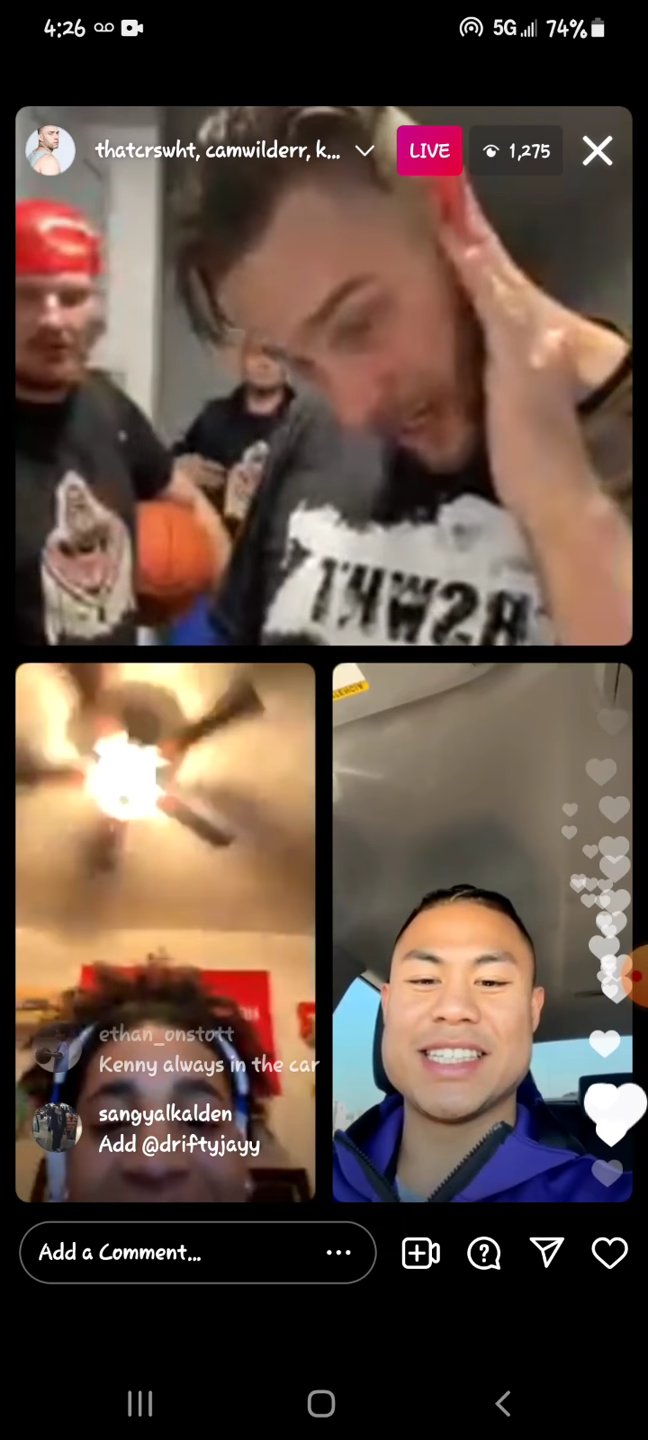 4:26
5G
74%
thatcrswht, camwilderr, k...
LIVE
1,275
ethan_onstott
Kenny always in the car
sangyalkalden
Add @driftyjayy
Add a Comment...